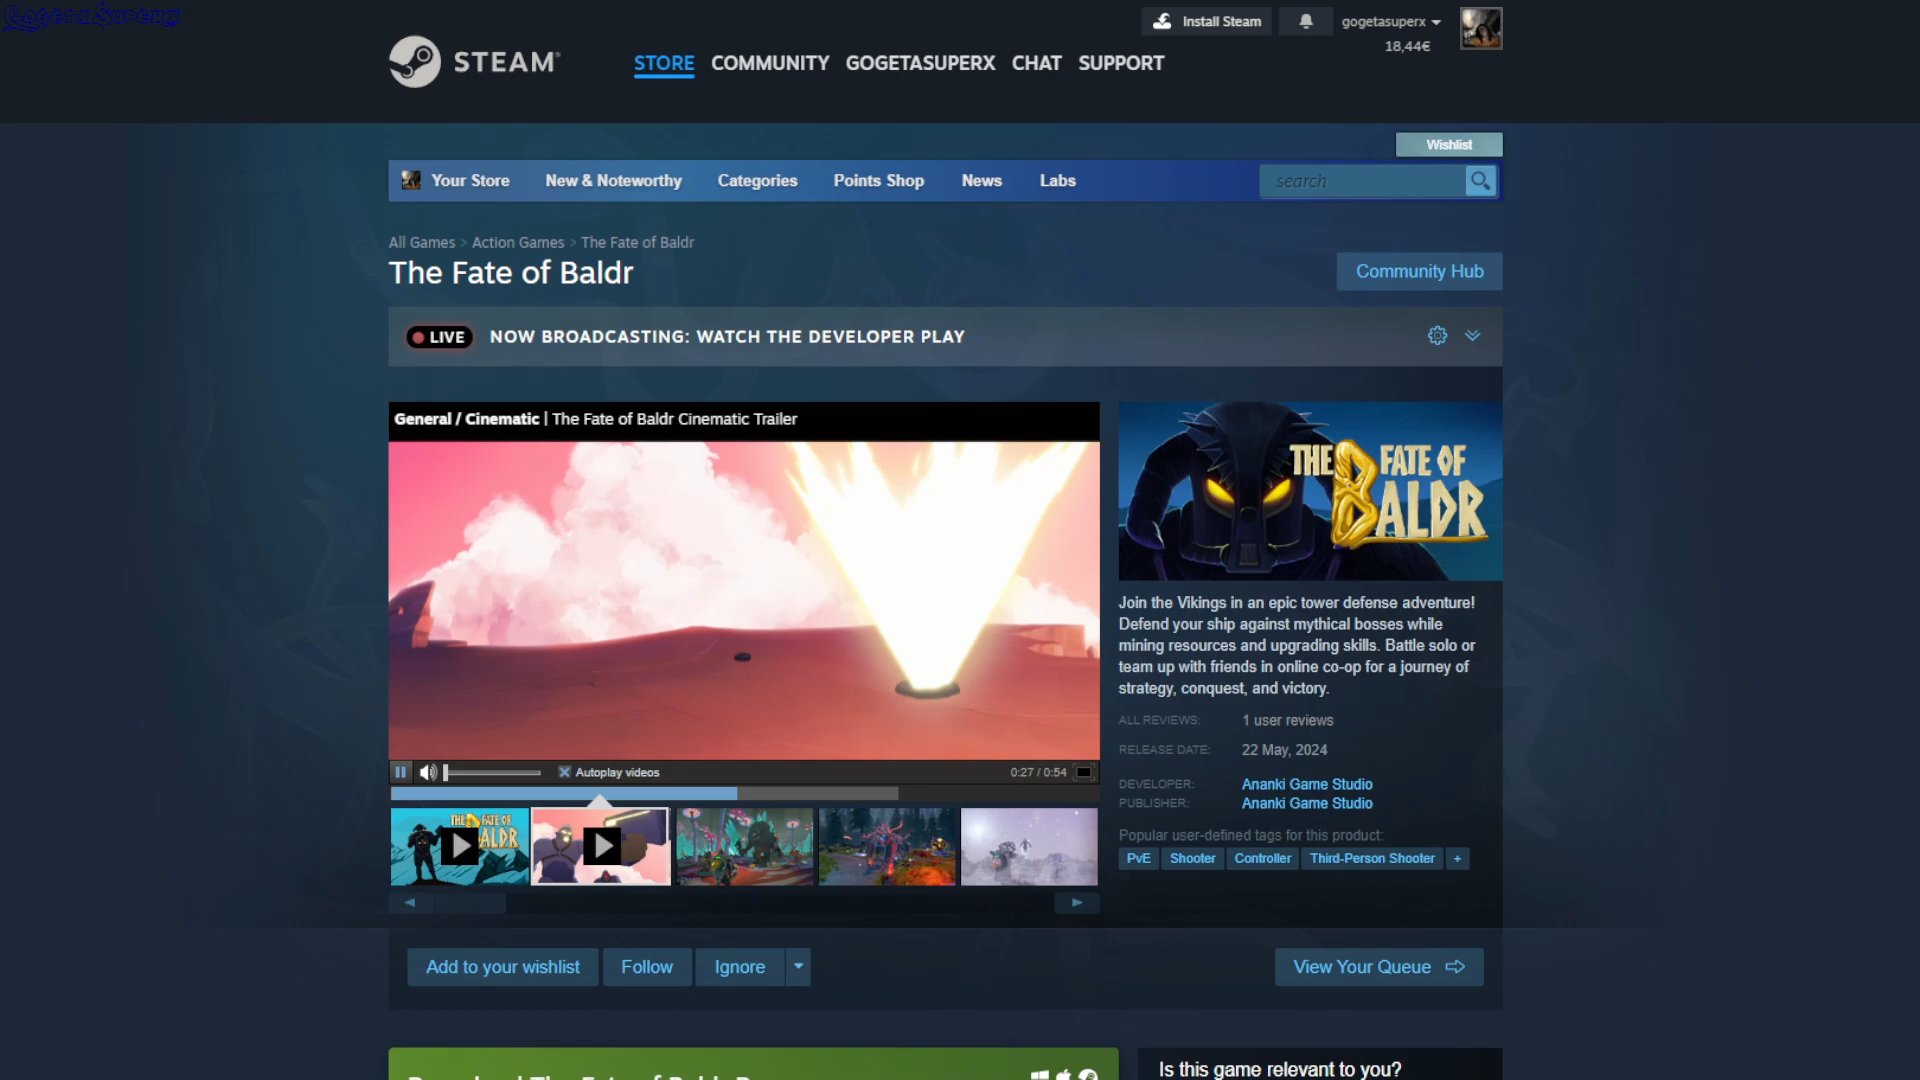 Gogeta Superx
Install Steam
gogetasuperx
18,44€
STEAM®
STORE COMMUNITY GOGETASUPERX CHAT SUPPORT
Wishlist
Your Store New & Noteworthy Categories Points Shop News Labs search
All Games > Action Games > The Fate of Baldr
The Fate of Baldr
Community Hub
LIVE NOW BROADCASTING: WATCH THE DEVELOPER PLAY
General / Cinematic | The Fate of Baldr Cinematic Trailer
Autoplay videos
0:27 / 0:54
THE FATE OF
BALDR
THE FATE OF
BALDR
Join the Vikings in an epic tower defense adventure!
Defend your ship against mythical bosses while
mining resources and upgrading skills. Battle solo or
team up with friends in online co-op for a journey of
strategy, conquest, and victory.
ALL REVIEWS: 1 user reviews
RELEASE DATE: 22 May, 2024
DEVELOPER: Ananki Game Studio
PUBLISHER: Ananki Game Studio
Popular user-defined tags for this product:
PvE Shooter Controller Third-Person Shooter +
Add to your wishlist Follow Ignore
View Your Queue
Is this game relevant to you?